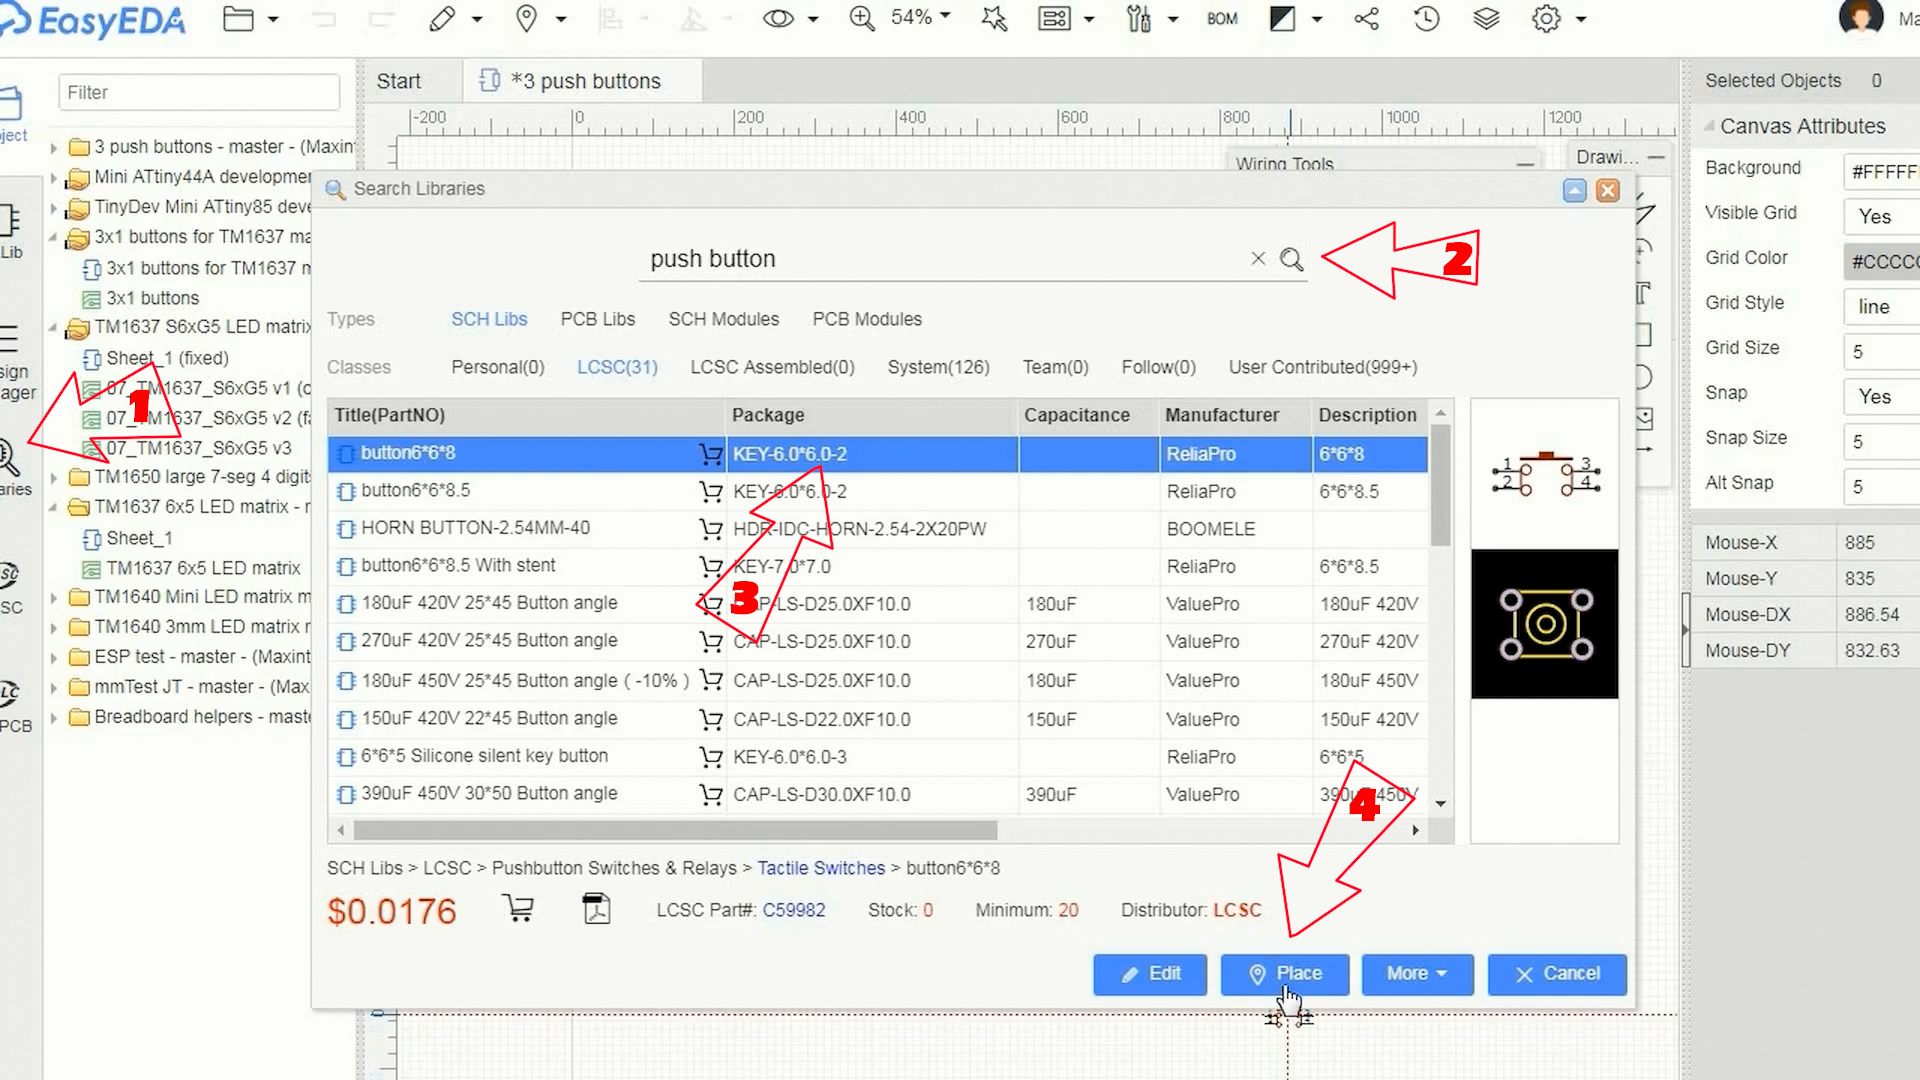 EasyEDA
54%
BOM
Ma
Filter
Start
*3 push buttons
Selected Objects 0
-200 0 200 400 600 800 1000 1200
Canvas Attributes
Background #FFFFF
Visible Grid Yes
Grid Color #CCCC
Grid Style line
Grid Size 5
Snap Yes
Snap Size 5
Alt Snap 5
Mouse-X 885
Mouse-Y 835
Mouse-DX 886.54
Mouse-DY 832.63
Wiring Tools
Drawi...
ject
Lib
sign
ager
aries
SC
PCB
3 push buttons - master - (Maxin
Mini ATtiny44A developme
TinyDev Mini ATtiny85 deve
3x1 buttons for TM1637 ma
3x1 buttons for TM1637 m
3x1 buttons
TM1637 S6xG5 LED matrix
Sheet_1 (fixed)
07_TM1637_S6xG5 v1 (o
07_TM1637_S6xG5 v2 (fa
07_TM1637_S6xG5 v3
TM1650 large 7-seg 4 digit
TM1637 6x5 LED matrix - r
Sheet_1
TM1637 6x5 LED matrix
TM1640 Mini LED matrix m
TM1640 3mm LED matrix r
ESP test - master - (Maxint
mmTest JT - master - (Max
Breadboard helpers - maste
1
Search Libraries
push button
2
Types SCH Libs PCB Libs SCH Modules PCB Modules
Classes Personal(0) LCSC(31) LCSC Assembled(0) System(126) Team(0) Follow(0) User Contributed(999+)
Title(PartNO) Package Capacitance Manufacturer Description
button6*6*8 KEY-6.0*6.0-2 ReliaPro 6*6*8
button6*6*8.5 KEY-6.0*6.0-2 ReliaPro 6*6*8.5
HORN BUTTON-2.54MM-40 HDR-IDC-HORN-2.54-2X20PW BOOMELE
button6*6*8.5 With stent KEY-7.0*7.0 ReliaPro 6*6*8.5
180uF 420V 25*45 Button angle CAP-LS-D25.0XF10.0 180uF ValuePro 180uF 420V
270uF 420V 25*45 Button angle CAP-LS-D25.0XF10.0 270uF ValuePro 270uF 420V
180uF 450V 25*45 Button angle ( -10% ) CAP-LS-D25.0XF10.0 180uF ValuePro 180uF 450V
150uF 420V 22*45 Button angle CAP-LS-D22.0XF10.0 150uF ValuePro 150uF 420V
6*6*5 Silicone silent key button KEY-6.0*6.0-3 ReliaPro 6*6*5
390uF 450V 30*50 Button angle CAP-LS-D30.0XF10.0 390uF ValuePro 390uF 450V
3
4
1 3
2 4
SCH Libs > LCSC > Pushbutton Switches & Relays > Tactile Switches > button6*6*8
$0.0176 LCSC Part#: C59982 Stock: 0 Minimum: 20 Distributor: LCSC
Edit Place More Cancel